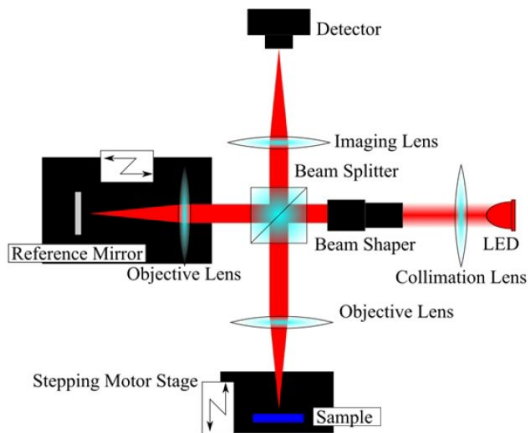 Detector
Imaging Lens
Beam Splitter
Reference Mirror
Objective Lens
Beam Shaper
LED
Collimation Lens
Objective Lens
Stepping Motor Stage
Sample